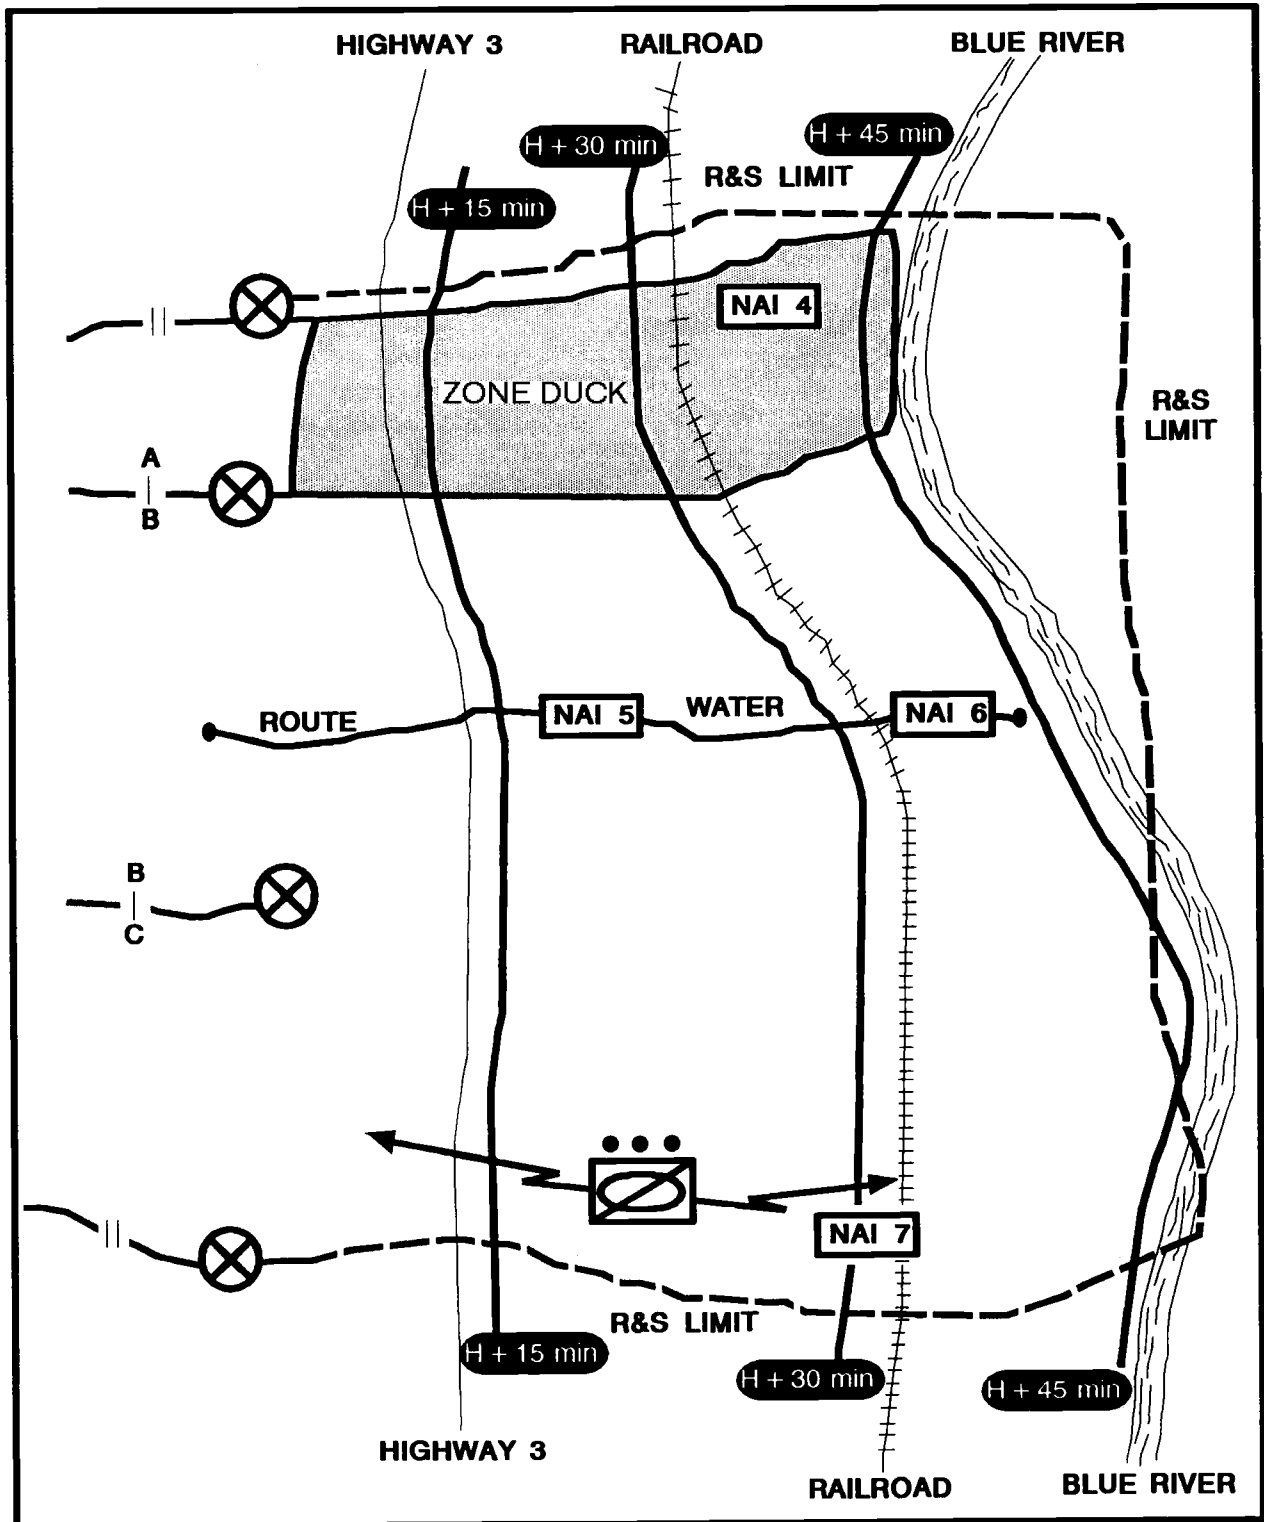 HIGHWAY 3
RAILROAD
BLUE RIVER
H + 30 min
H + 45 min
R&S LIMIT
H + 15 min
NAI 4
ZONE DUCK
R&S
LIMIT
A
B
NAI 5
WATER
NAI 6
ROUTE
B
C
NAI 7
R&S LIMIT
H + 15 min
H + 30 min
H + 45 min
HIGHWAY 3
RAILROAD
BLUE RIVER